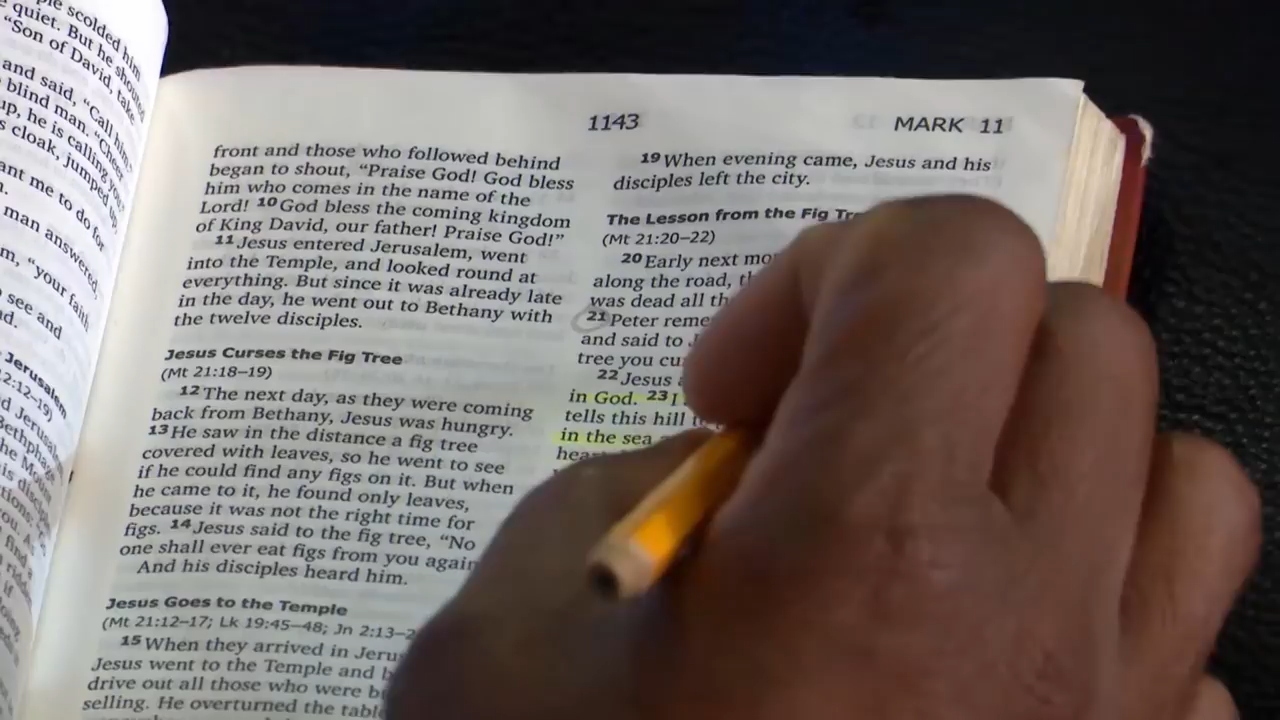 le scolded him
e quiet. But he shouted
"Son of David, take
and said, "Call him."
blind man. "Cheer
up, he is calling you."
s cloak, jumped up,
ant me to do for
man answered,
m, "your faith
see and
Jerusalem
2:12–19)
d Jerusalem
Bethphage
he Mount
is disciples
1143
MARK 11
front and those who followed behind
began to shout, “Praise God! God bless
him who comes in the name of the
Lord! 10 God bless the coming kingdom
of King David, our father! Praise God!”
11 Jesus entered Jerusalem, went
into the Temple, and looked round at
everything. But since it was already late
in the day, he went out to Bethany with
the twelve disciples.
Jesus Curses the Fig Tree
(Mt 21:18–19)
12 The next day, as they were coming
back from Bethany, Jesus was hungry.
13 He saw in the distance a fig tree
covered with leaves, so he went to see
if he could find any figs on it. But when
he came to it, he found only leaves,
because it was not the right time for
figs. 14 Jesus said to the fig tree, “No
one shall ever eat figs from you again
And his disciples heard him.
Jesus Goes to the Temple
(Mt 21:12–17; Lk 19:45–48; Jn 2:13–2
15 When they arrived in Jeru
Jesus went to the Temple and b
drive out all those who were bu
selling. He overturned the table
19 When evening came, Jesus and his
disciples left the city.
The Lesson from the Fig Tre
(Mt 21:20–22)
20 Early next mo
along the road, th
was dead all th
21 Peter reme
and said to J
tree you cu
22 Jesus a
in God. 23 I
tells this hill to
in the sea
hear